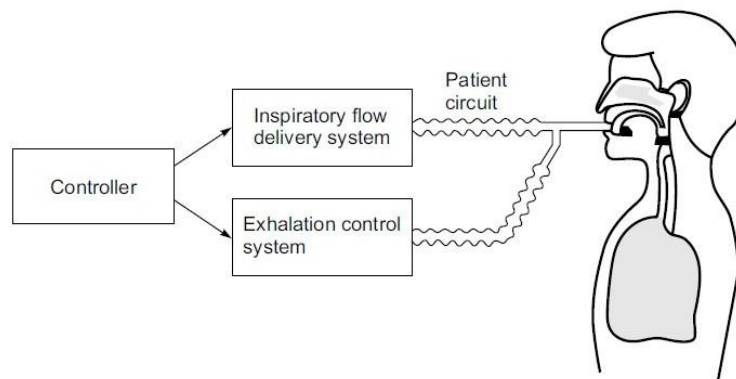 Patient
circuit
Inspiratory flow
delivery system
Controller
Exhalation control
system